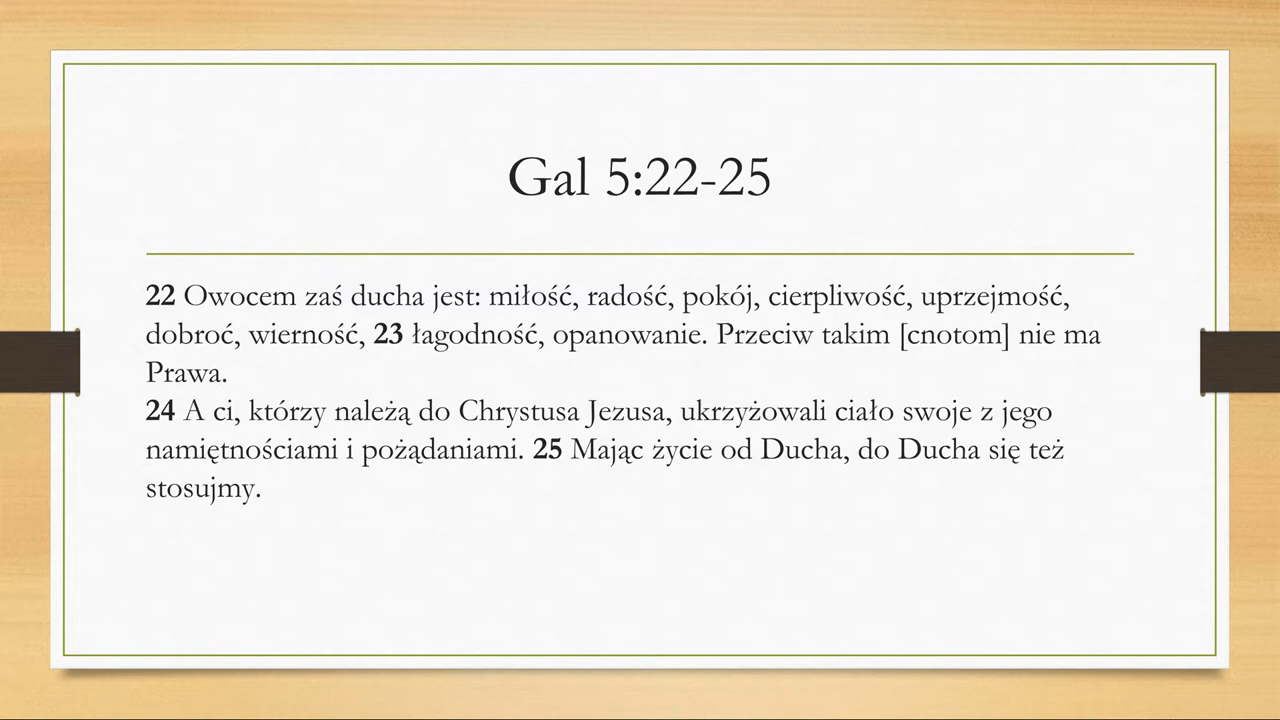 Gal 5:22-25
22 Owocem zaś ducha jest: miłość, radość, pokój, cierpliwość, uprzejmość,
dobroć, wierność, 23 łagodność, opanowanie. Przeciw takim [cnotom] nie ma
Prawa.
24 A ci, którzy należą do Chrystusa Jezusa, ukrzyżowali ciało swoje z jego
namiętnościami i pożądaniami. 25 Mając życie od Ducha, do Ducha się też
stosujmy.